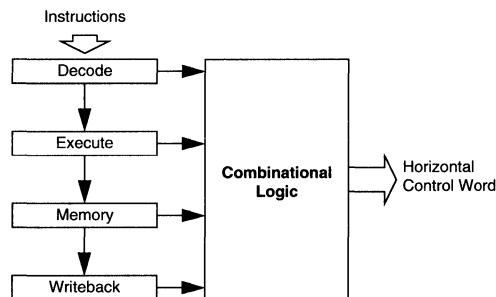 Instructions
Decode
Execute
Memory
Writeback
Combinational
Logic
Horizontal
Control Word